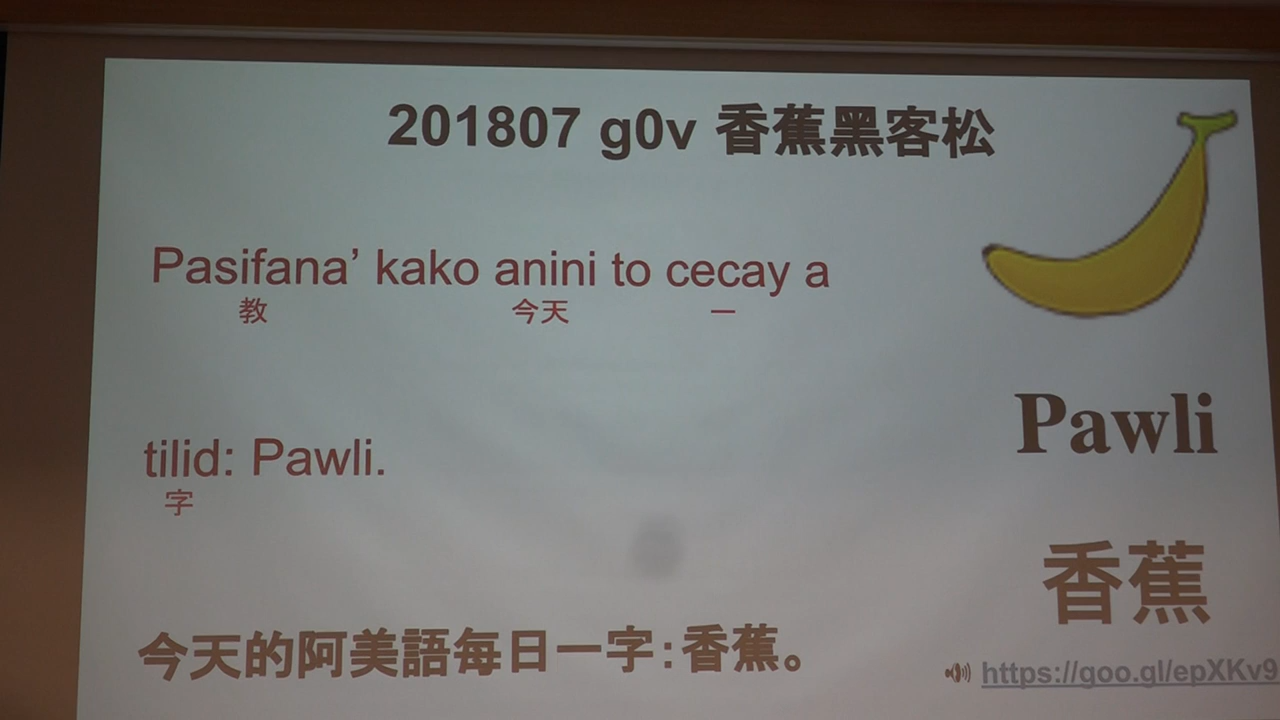 201807 g0v 香蕉黑客松
Pasifana’ kako anini to cecay a
教 今天 一
tilid: Pawli.
字
今天的阿美語每日一字：香蕉。
Pawli
香蕉
https://goo.gl/epXKv9